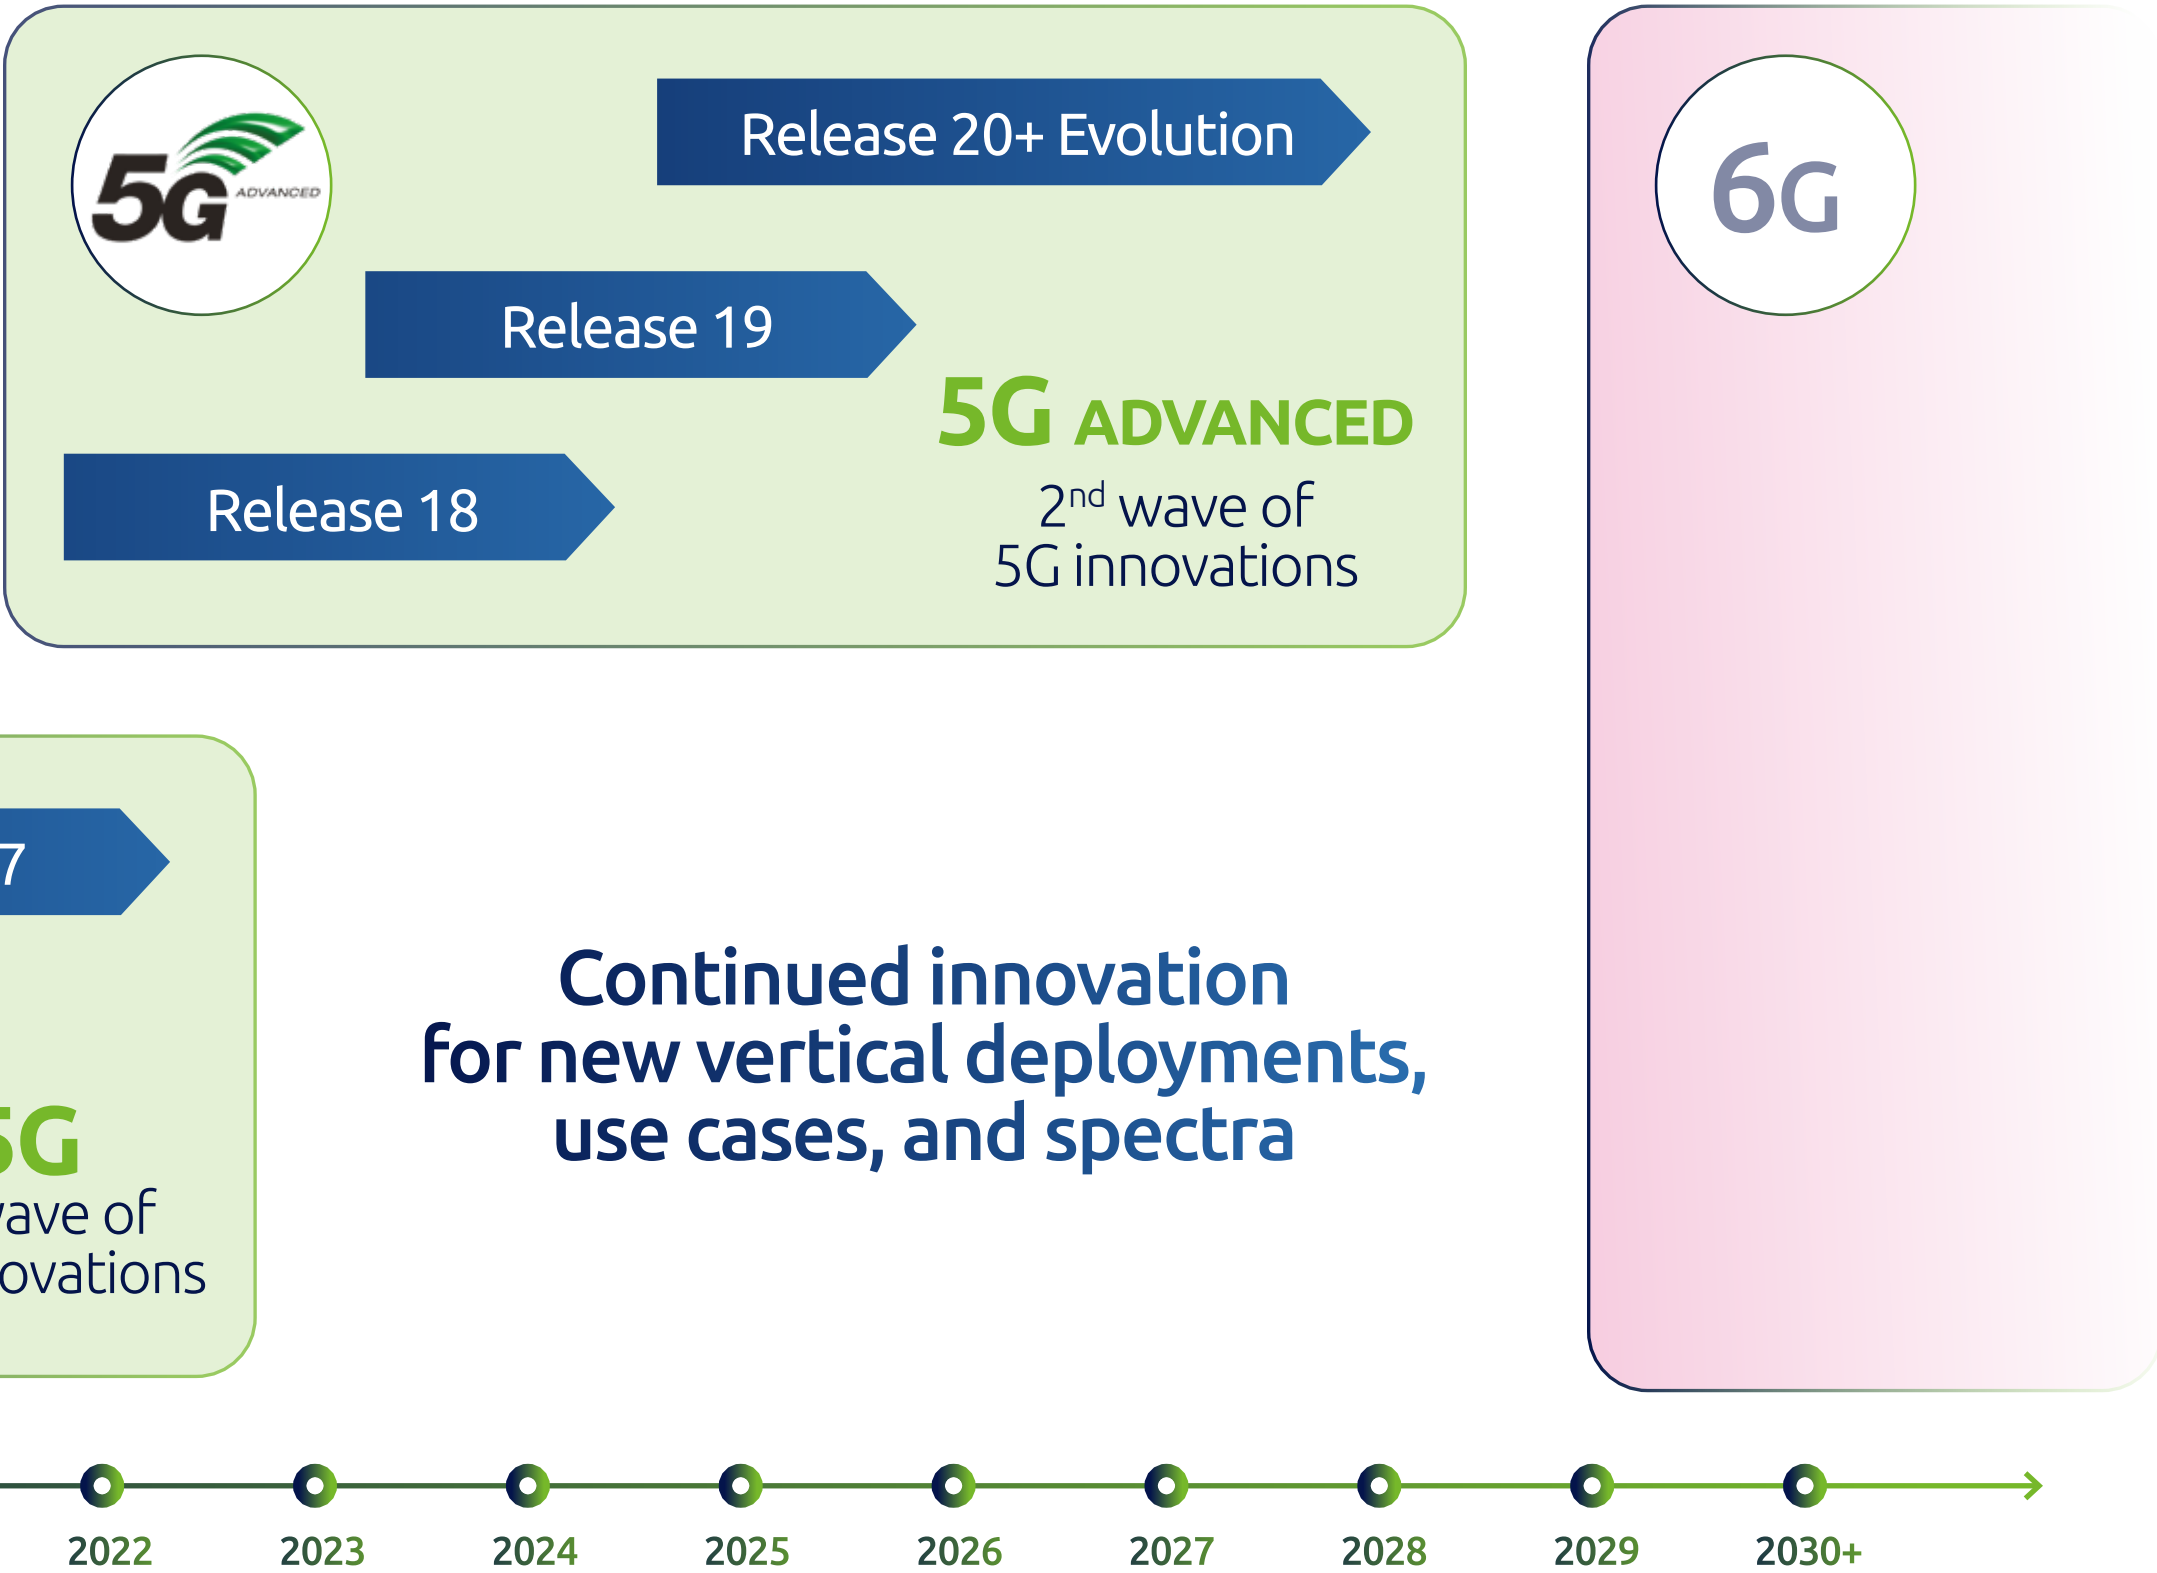 5G ADVANCED
Release 20+ Evolution
6G
Release 19
5G ADVANCED
2nd wave of
5G innovations
Release 18
7
Continued innovation
for new vertical deployments,
use cases, and spectra
5G
of
2022 2023 2024 2025 2026 2027 2028 2029 2030+